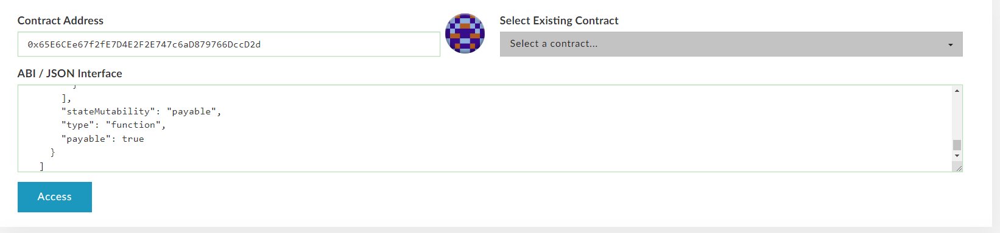 Contract Address
Select Existing Contract
0x65E6CEe67f2fE7D4E2F2E747c6aD879766DccD2d
Select a contract...
ABI / JSON Interface
}
],
"stateMutability": "payable",
"type": "function",
"payable": true
}
]
Access